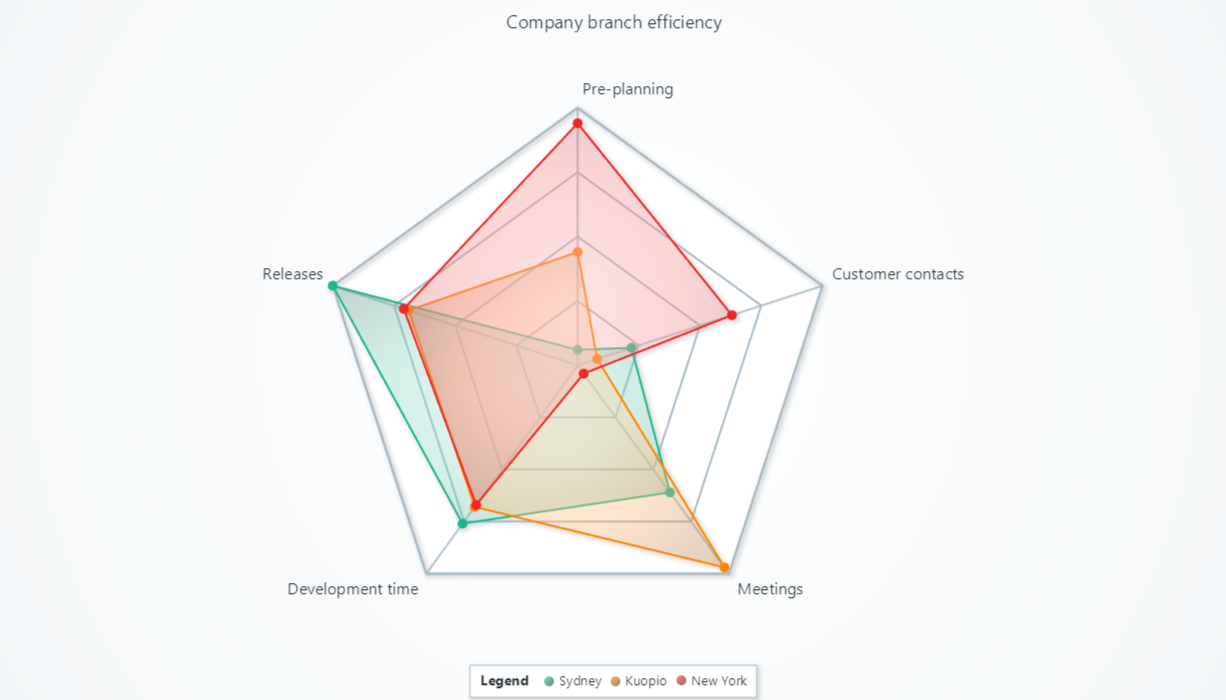 Company branch efficiency
Pre-planning
Releases
Customer contacts
Development time
Meetings
Legend Sydney Kuopio New York